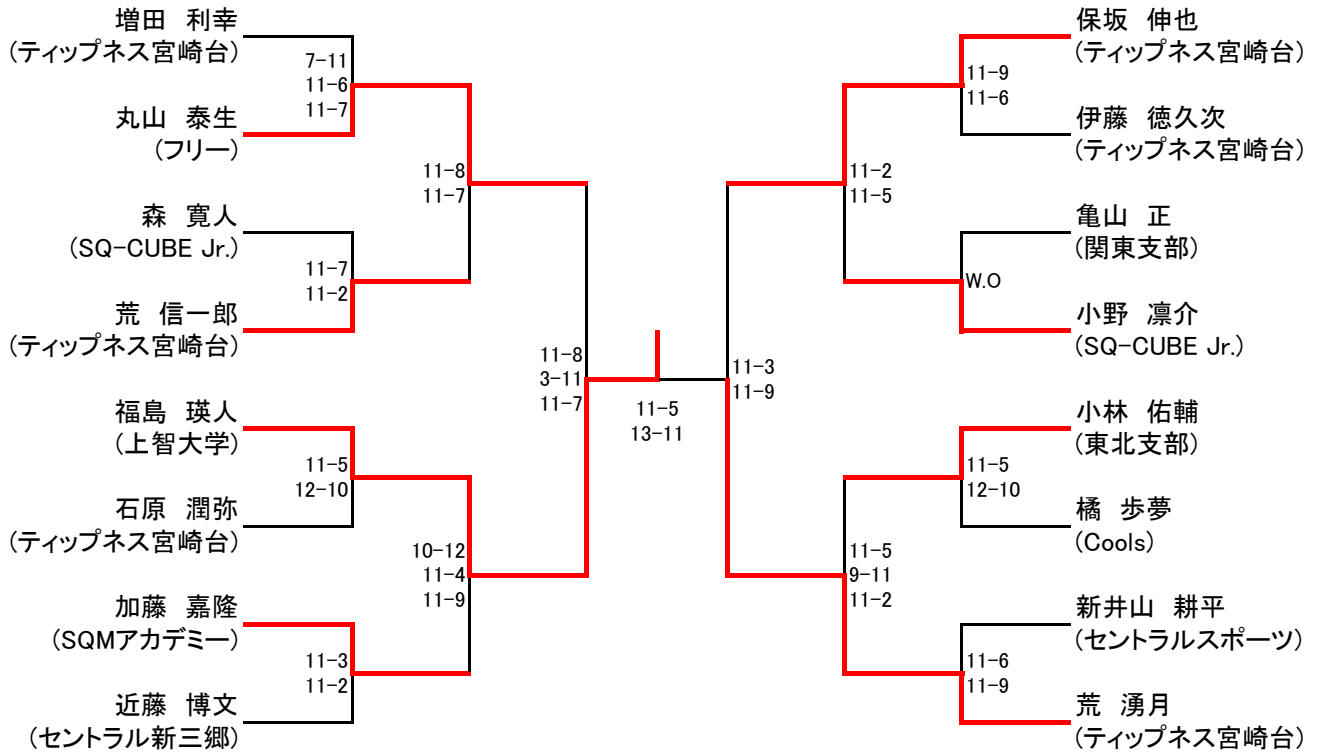 増田 利幸
(ティップネス宮崎台)
7-11
11-6
11-7
丸山 泰生
(フリー)
11-8
11-7
森 寛人
(SQ-CUBE Jr.)
11-7
11-2
荒 信一郎
(ティップネス宮崎台)
11-8
3-11
11-7
福島 瑛人
(上智大学)
11-5
12-10
石原 潤弥
(ティップネス宮崎台)
10-12
11-4
11-9
加藤 嘉隆
(SQMアカデミー)
11-3
11-2
近藤 博文
(セントラル新三郷)
11-5
13-11
保坂 伸也
(ティップネス宮崎台)
11-9
11-6
伊藤 徳久次
(ティップネス宮崎台)
11-2
11-5
亀山 正
(関東支部)
W.O
小野 凛介
(SQ-CUBE Jr.)
11-3
11-9
小林 佑輔
(東北支部)
11-5
12-10
橘 歩夢
(Cools)
11-5
9-11
11-2
新井山 耕平
(セントラルスポーツ)
11-6
11-9
荒 湧月
(ティップネス宮崎台)